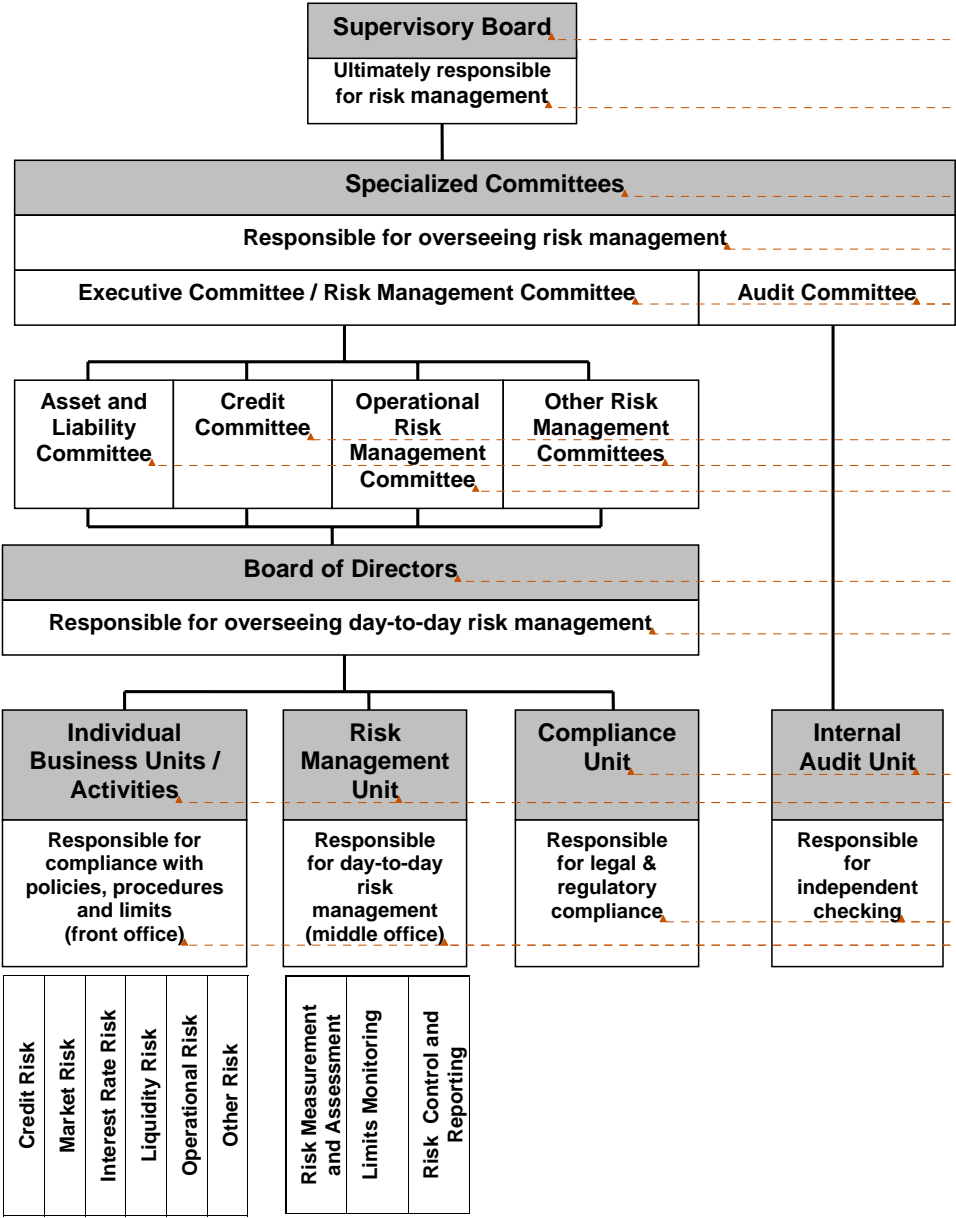 Supervisory Board
Ultimately responsible
for risk management
Specialized Committees
Responsible for overseeing risk management
Executive Committee / Risk Management Committee
Audit Committee
Asset and
Liability
Committee
Credit
Committee
Operational
Risk
Management
Committee
Other Risk
Management
Committees
Board of Directors
Responsible for overseeing day-to-day risk management
Individual
Business Units /
Activities
Responsible for
compliance with
policies, procedures
and limits
(front office)
Risk
Management
Unit
Responsible
for day-to-day
risk
management
(middle office)
Compliance
Unit
Responsible
for legal &
regulatory
compliance
Internal
Audit Unit
Responsible
for
independent
checking
Credit Risk
Market Risk
Interest Rate Risk
Liquidity Risk
Operational Risk
Other Risk
Risk Measurement
and Assessment
Limits Monitoring
Risk Control and
Reporting